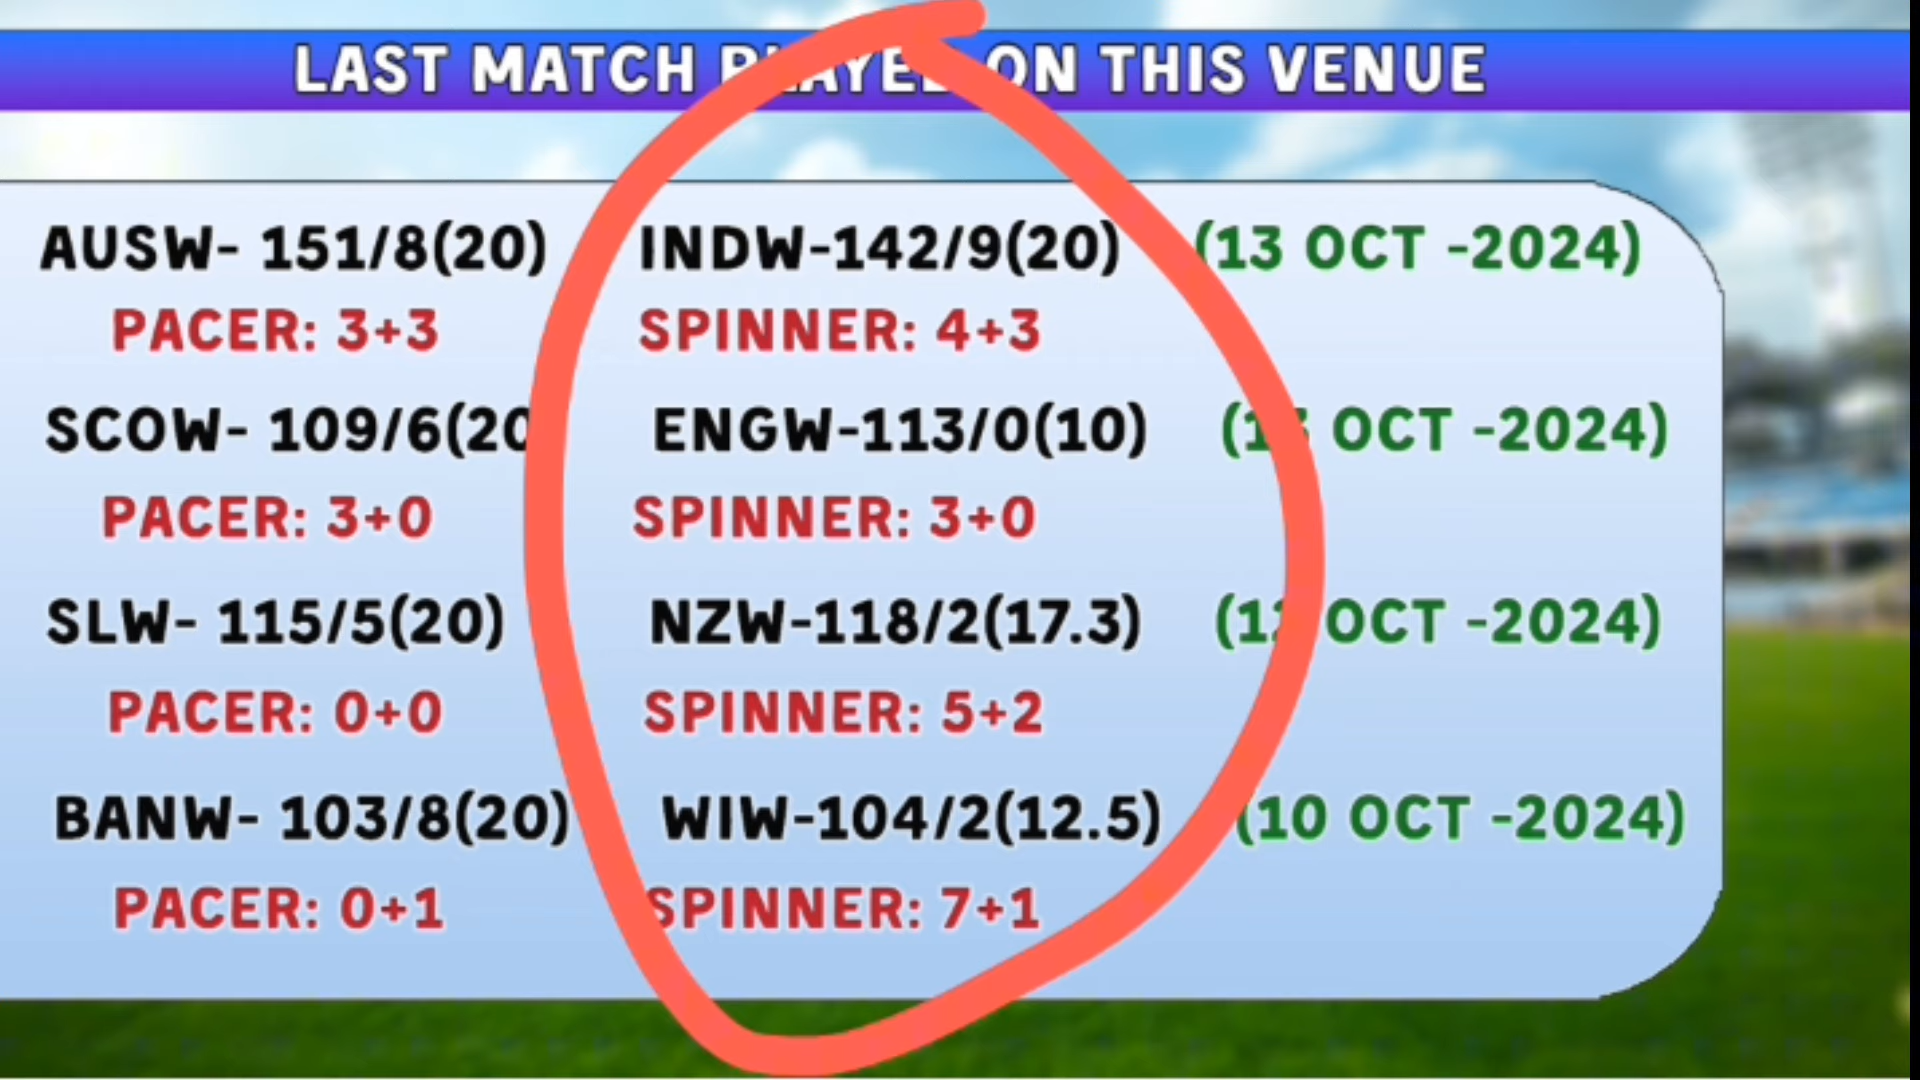 LAST MATCH PLAYED ON THIS VENUE
AUSW- 151/8(20) INDW-142/9(20) (13 OCT -2024)
PACER: 3+3 SPINNER: 4+3
SCOW- 109/6(20 ENGW-113/0(10) OCT -2024)
PACER: 3+0 SPINNER: 3+0
SLW- 115/5(20) NZW-118/2(17.3) (12 OCT -2024)
PACER: 0+0 SPINNER: 5+2
BANW- 103/8(20) WIW-104/2(12.5) (10 OCT -2024)
PACER: 0+1 SPINNER: 7+1